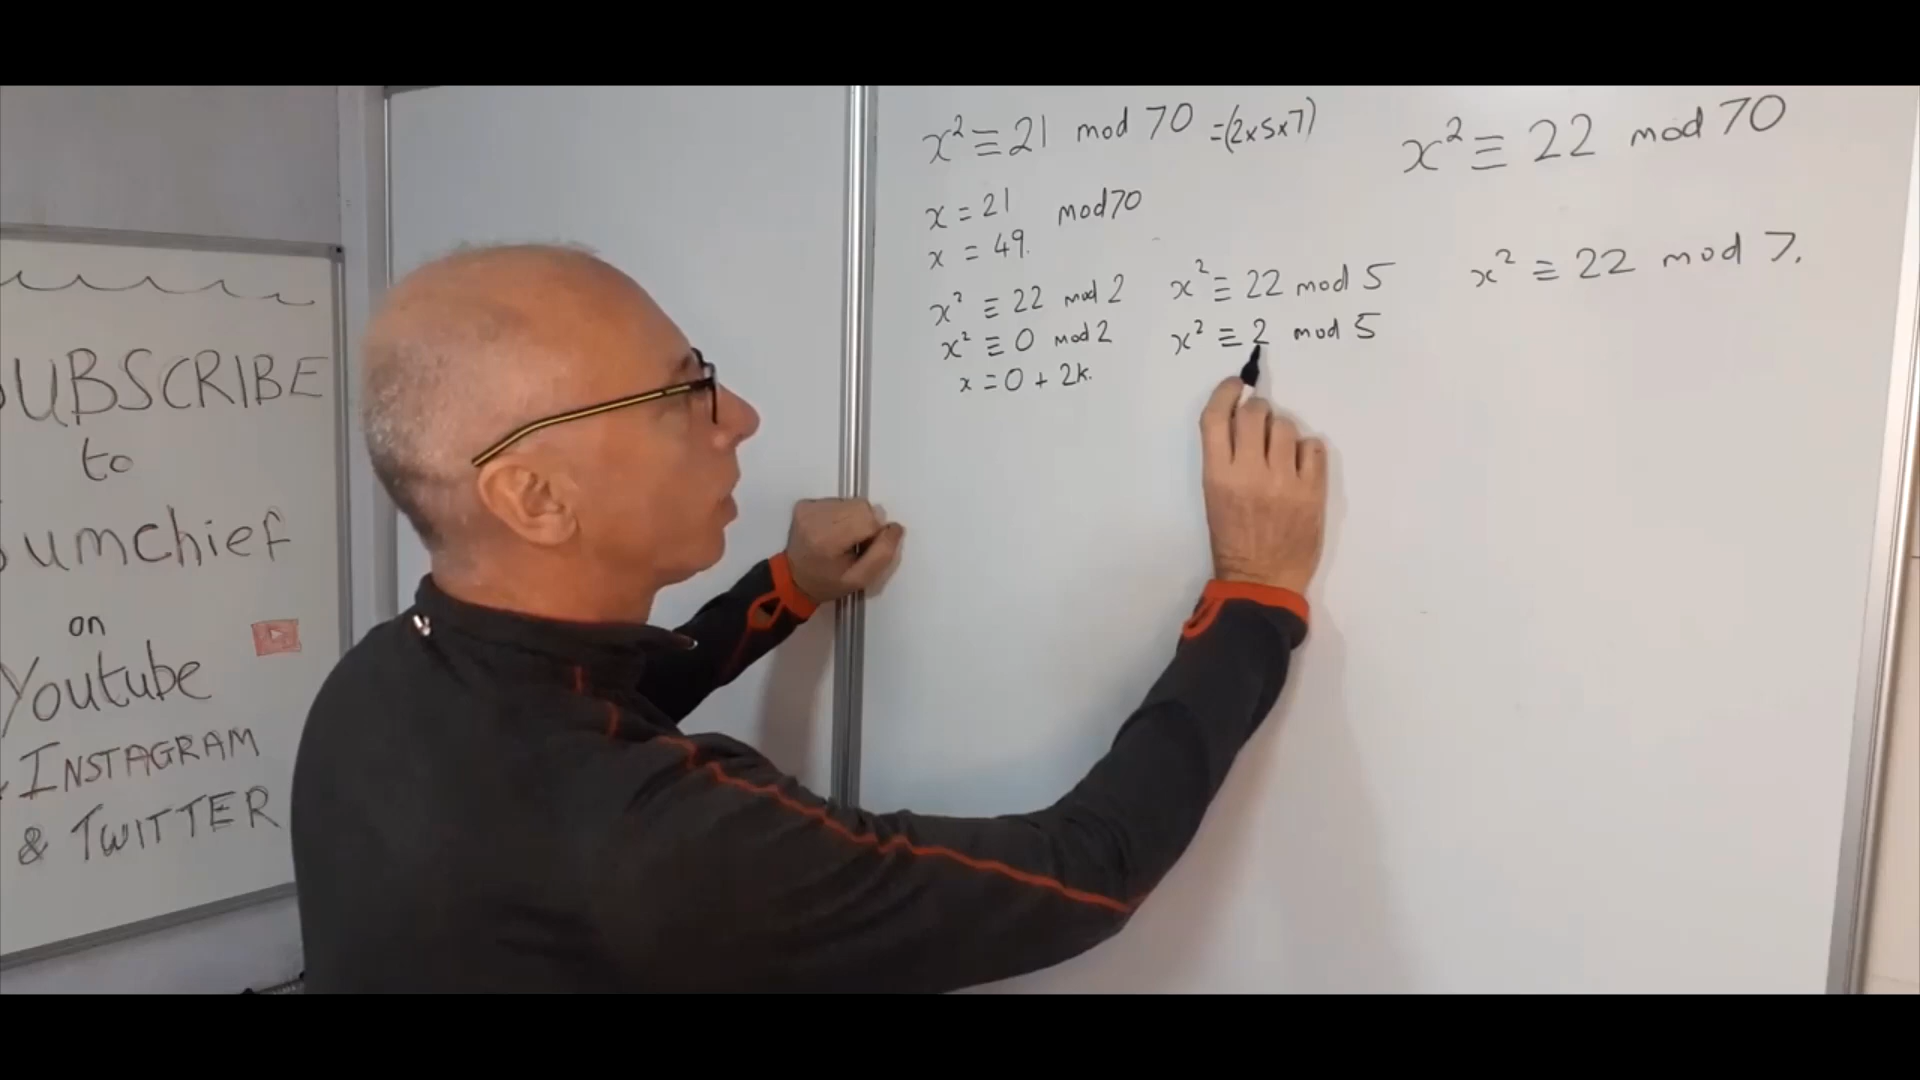 SUBSCRIBE
to
Sumchief
on
Youtube
INSTAGRAM
& TWITTER
x² ≡ 21 mod 70 =(2x5x7)
x = 21 mod 70
x = 49.
x² ≡ 22 mod 2
x² ≡ 0 mod 2
x = 0 + 2k.
x² ≡ 22 mod 5
x² ≡ 2 mod 5
x² ≡ 22 mod 70
x² ≡ 22 mod 7.